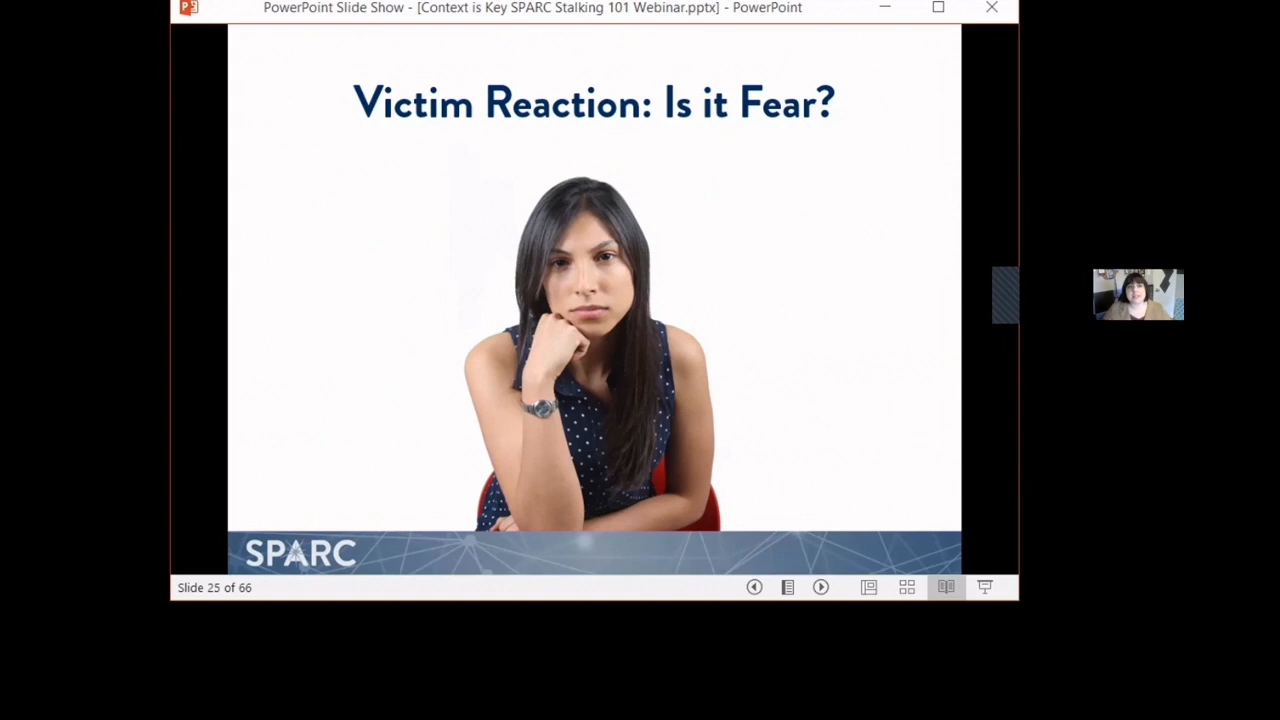 PowerPoint Slide Show - [Context is Key SPARC Stalking 101 Webinar.pptx] - PowerPoint
Victim Reaction: Is it Fear?
SPARC
Slide 25 of 66